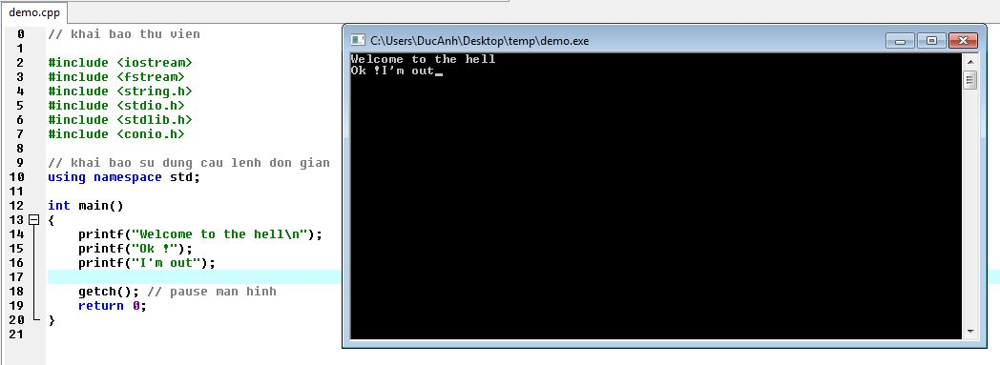 demo.cpp
0 // khai bao thu vien
1
2 #include <iostream>
3 #include <fstream>
4 #include <string.h>
5 #include <stdio.h>
6 #include <stdlib.h>
7 #include <conio.h>
8
9 // khai bao su dung cau lenh don gian
10 using namespace std;
11
12 int main()
13 {
14 printf("Welcome to the hell\n");
15 printf("Ok !");
16 printf("I'm out");
17
18 getch(); // pause man hinh
19 return 0;
20 }
21
C:\Users\DucAnh\Desktop\temp\demo.exe
Welcome to the hell
Ok !I'm out_